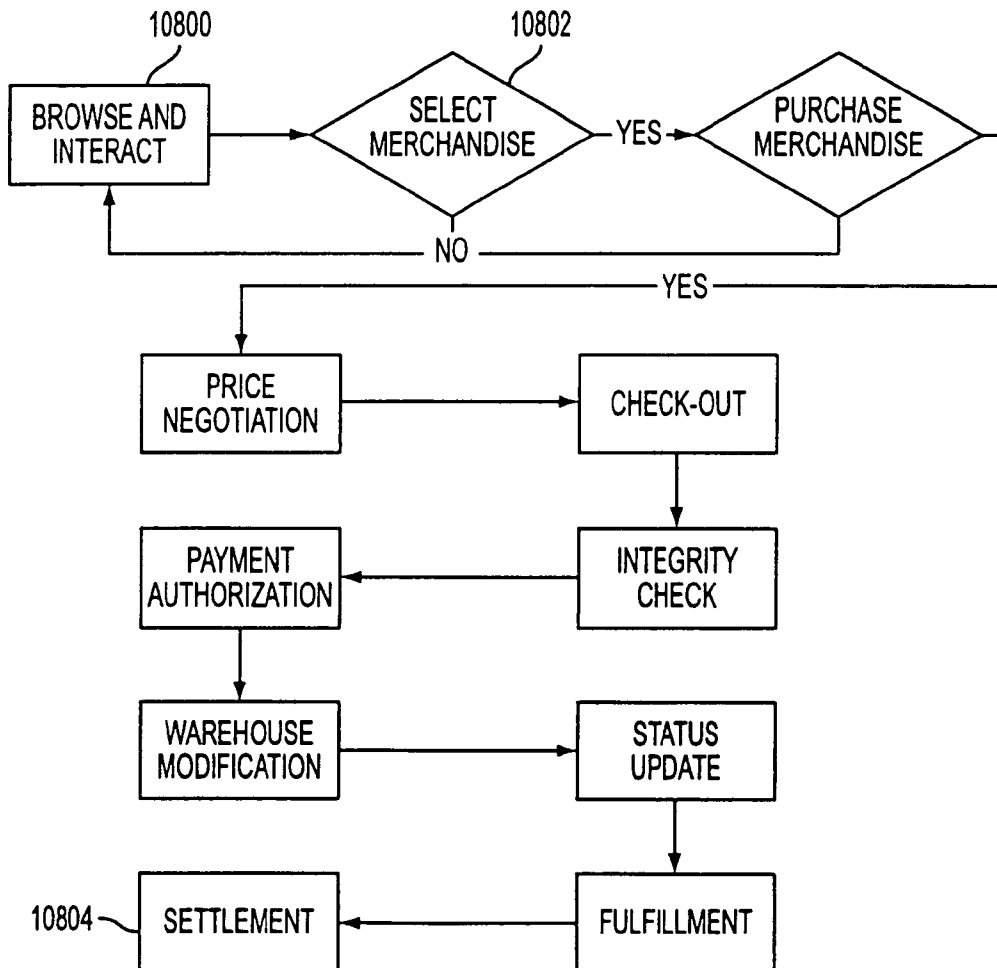 10800
10802
BROWSE AND
INTERACT
SELECT
MERCHANDISE
YES
PURCHASE
MERCHANDISE
NO
YES
PRICE
NEGOTIATION
CHECK-OUT
PAYMENT
AUTHORIZATION
INTEGRITY
CHECK
WAREHOUSE
MODIFICATION
STATUS
UPDATE
10804
SETTLEMENT
FULFILLMENT